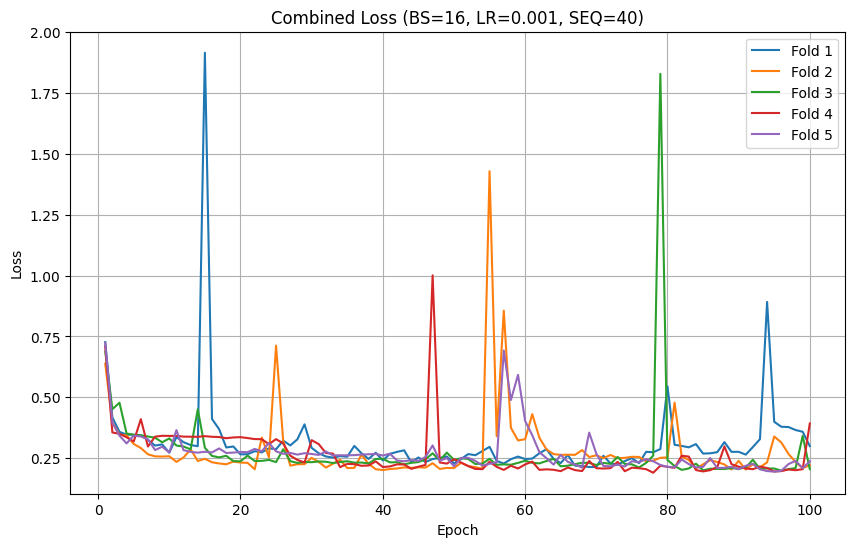 Combined Loss (BS=16, LR=0.001, SEQ=40)
Loss
2.00
1.75
1.50
1.25
1.00
0.75
0.50
0.25
Fold 1
Fold 2
Fold 3
Fold 4
Fold 5
0 20 40 60 80 100
Epoch